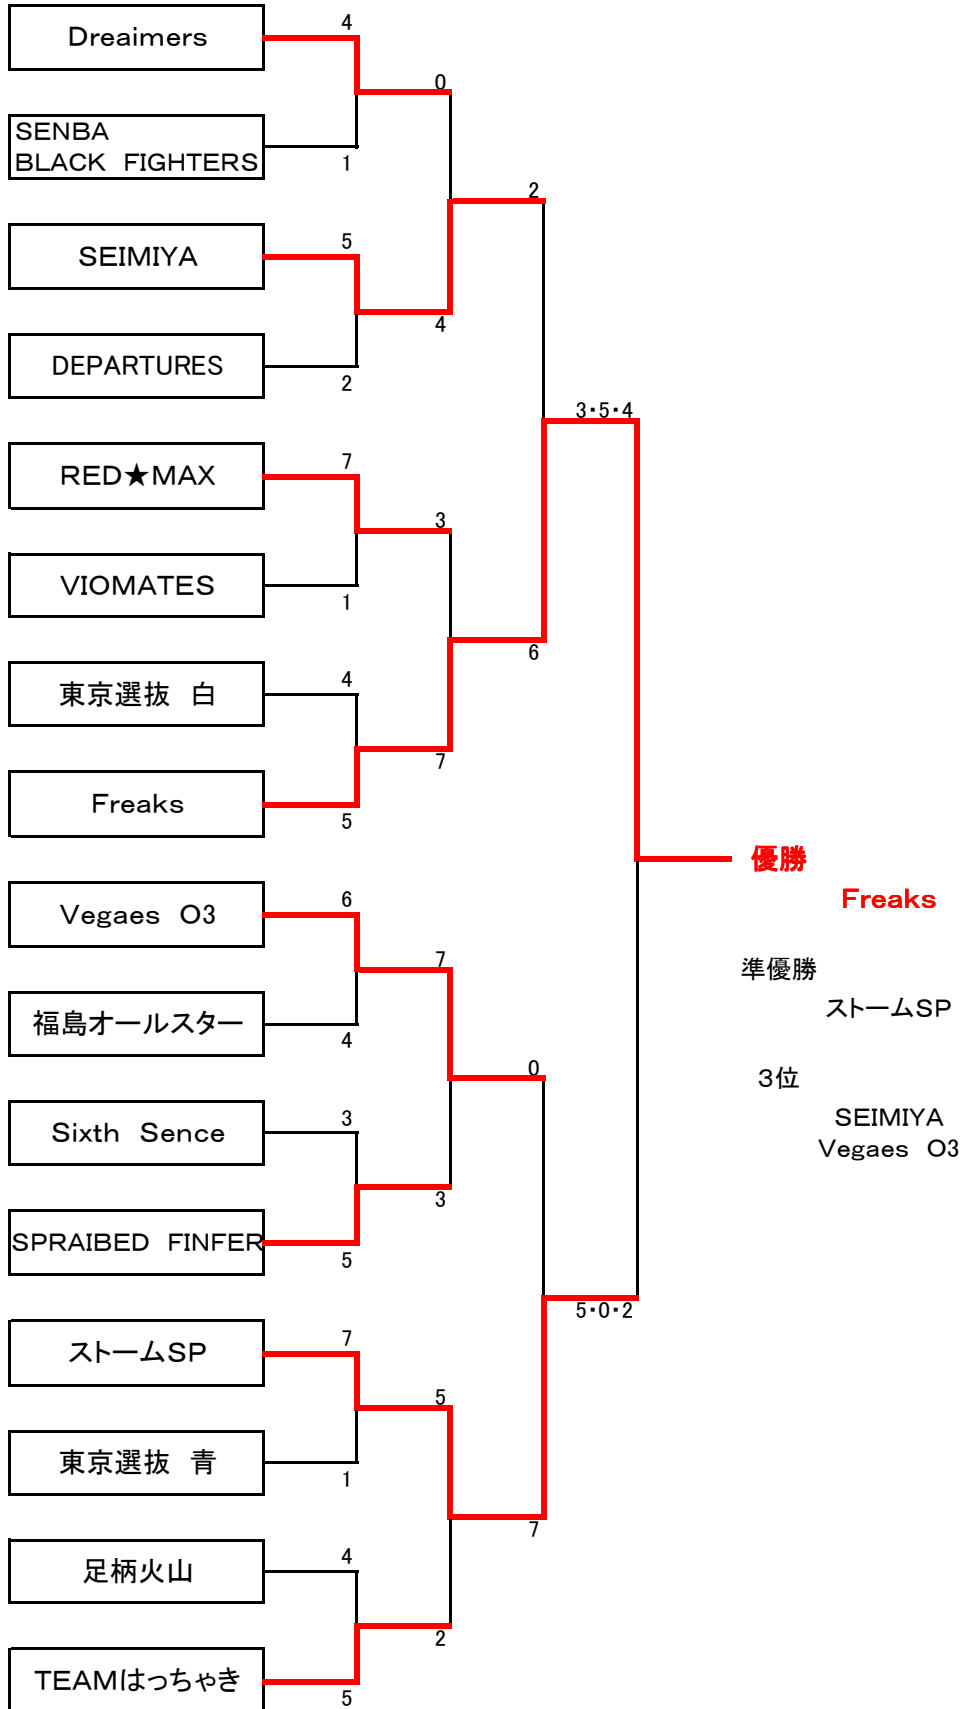 Dreaimers
4
0
SENBA
BLACK　FIGHTERS
1
2
SEIMIYA
5
4
DEPARTURES
2
3・5・4
RED★MAX
7
3
VIOMATES
1
6
東京選抜　白
4
7
Freaks
5
優勝
Freaks
Vegaes　O3
6
7
準優勝
ストームSP
福島オールスター
4
0
3位
SEIMIYA
Vegaes　O3
Sixth　Sence
3
3
SPRAIBED　FINFER
5
5・0・2
ストームSP
7
5
東京選抜　青
1
7
足柄火山
4
2
TEAMはっちゃき
5